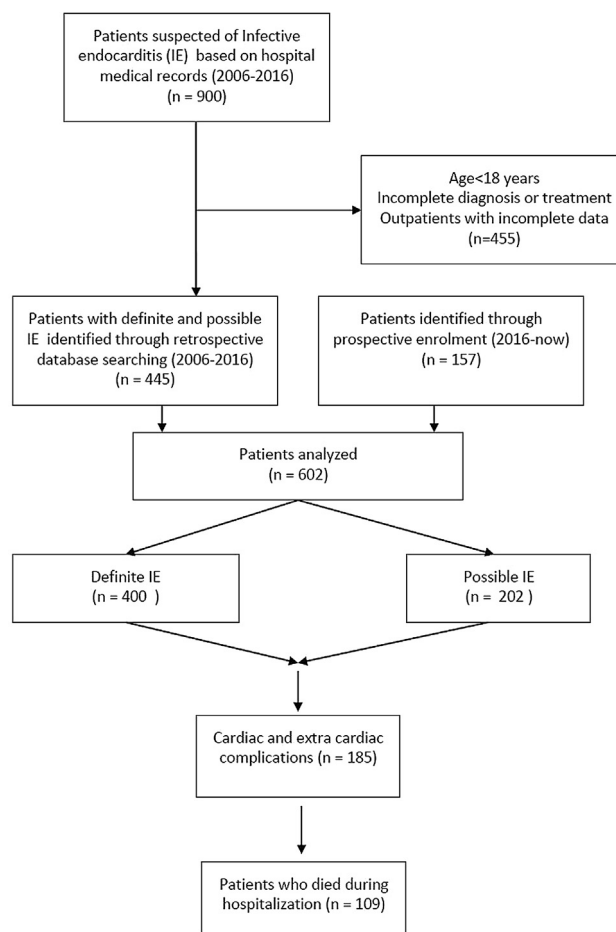 Patients suspected of Infective
endocarditis (IE) based on hospital
medical records (2006-2016)
(n = 900)
Age<18 years
Incomplete diagnosis or treatment
Outpatients with incomplete data
(n=455)
Patients with definite and possible
IE identified through retrospective
database searching (2006-2016)
(n = 445)
Patients identified through
prospective enrolment (2016-now)
n = 157)
Patients analyzed
(n = 602)
Definite IE
(n = 400 )
Possible IE
(n = 202 )
Cardiac and extra cardiac
complications (n = 185)
Patients who died during
hospitalization (n = 109)